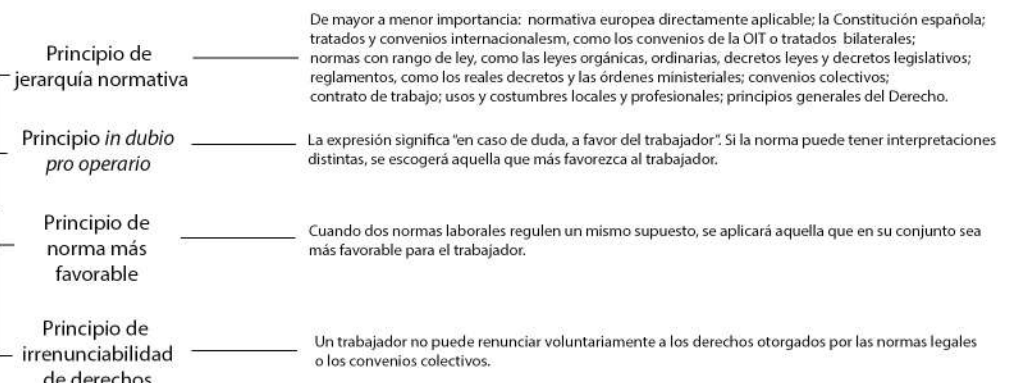 Principio de
jerarquía normativa
De mayor a menor importancia: normativa europea directamente aplicable; la Constitución española;
tratados y convenios internacionalesm, como los convenios de la OIT o tratados bilaterales;
normas con rango de ley, como las leyes orgánicas, ordinarias, decretos leyes y decretos legislativos;
reglamentos, como los reales decretos y las órdenes ministeriales; convenios colectivos;
contrato de trabajo; usos y costumbres locales y profesionales; principios generales del Derecho.
Principio in dubio
pro operario
La expresión significa "en caso de duda, a favor del trabajador". Si la norma puede tener interpretaciones
distintas, se escogerá aquella que más favorezca al trabajador.
Principio de
norma más
favorable
Cuando dos normas laborales regulen un mismo supuesto, se aplicará aquella que en su conjunto sea
más favorable para el trabajador.
Principio de
irrenunciabilidad
de derechos
Un trabajador no puede renunciar voluntariamente a los derechos otorgados por las normas legales
o los convenios colectivos.